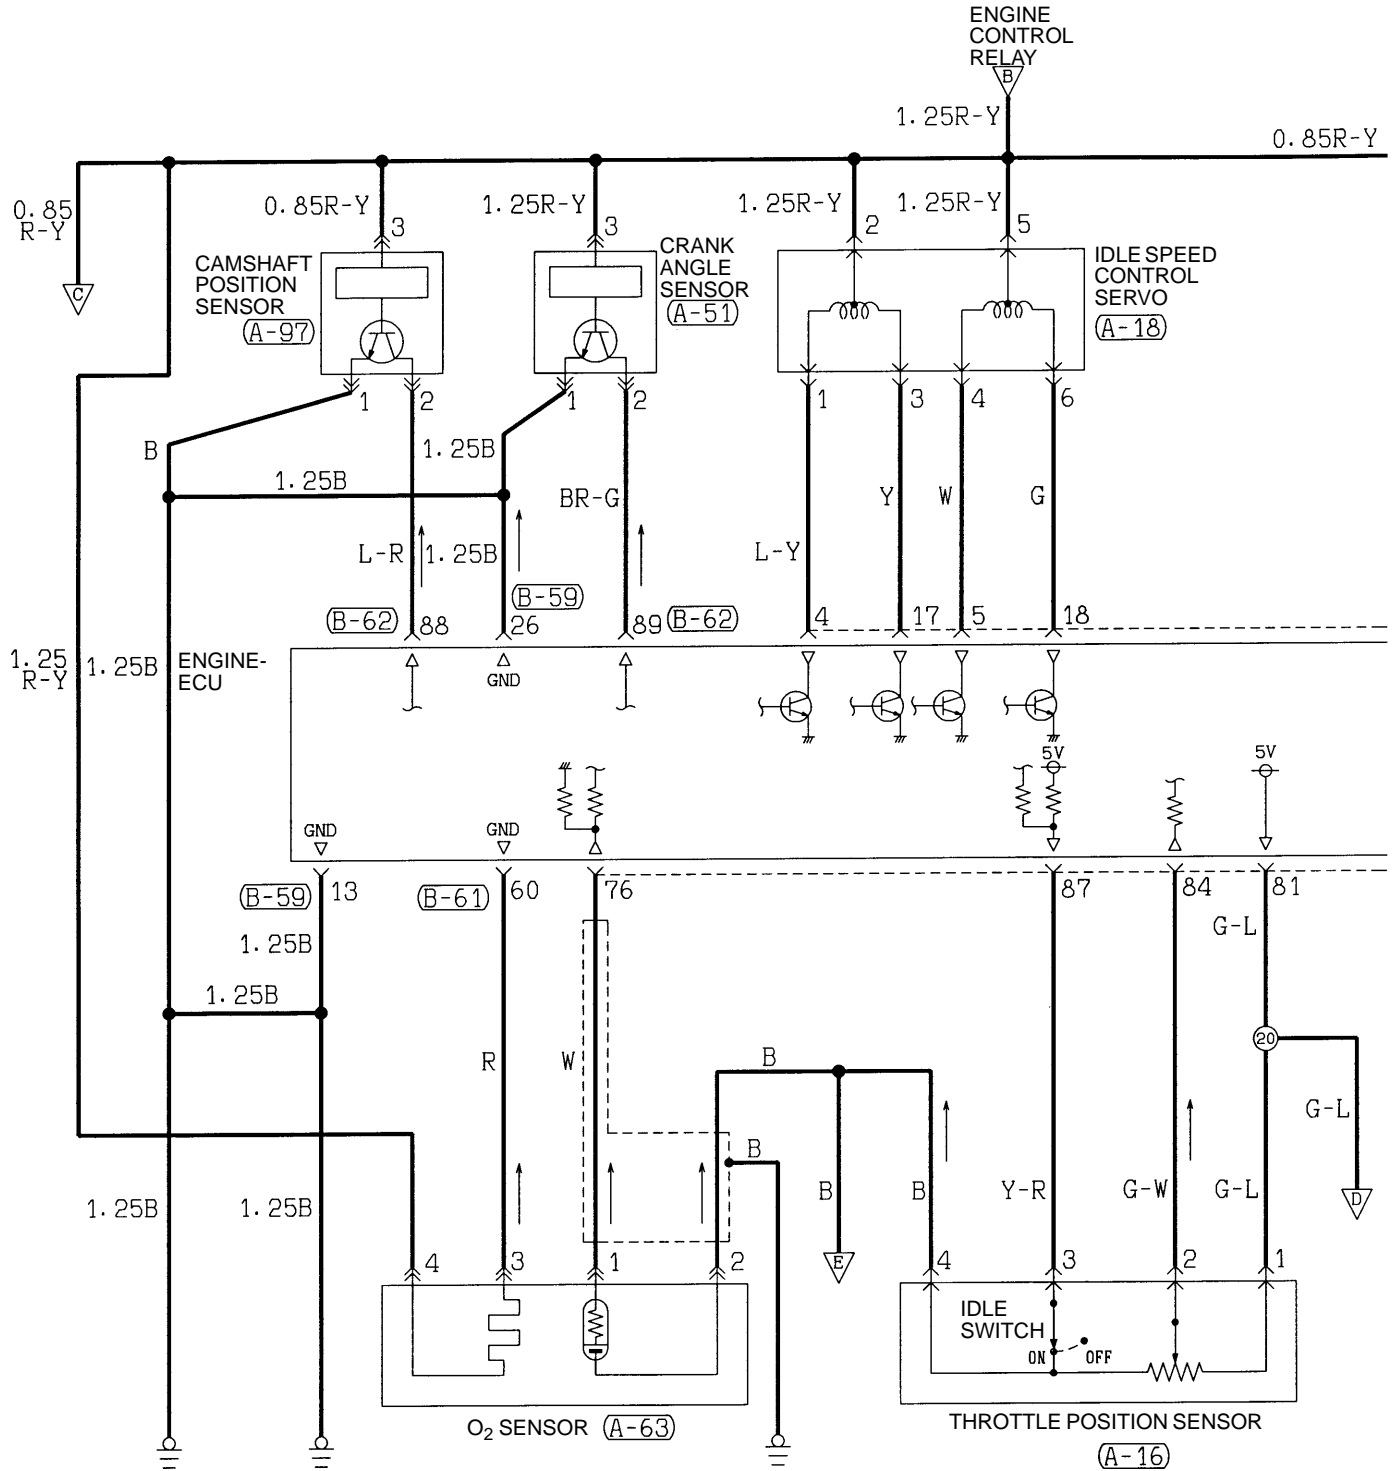 ENGINE
CONTROL
RELAY
B
1.25R-Y
0.85R-Y
0.85
R-Y
0.85R-Y
1.25R-Y
1.25R-Y
1.25R-Y
3
3
2
5
C
CAMSHAFT
POSITION
SENSOR
A-97
CRANK
ANGLE
SENSOR
A-51
IDLE SPEED
CONTROL
SERVO
A-18
1
2
1
2
1
3
4
6
B
1.25B
1.25B
BR-G
Y
W
G
L-R
1.25B
L-Y
B-59
B-62
88
26
89
B-62
4
17
5
18
1.25
R-Y
1.25B
ENGINE-
ECU
GND
5V
5V
GND
GND
B-59
13
B-61
60
76
87
84
81
1.25B
G-L
1.25B
20
R
W
B
G-L
B
1.25B
1.25B
B
B
Y-R
G-W
G-L
D
E
4
3
1
2
4
3
2
1
IDLE
SWITCH
ON
OFF
O2 SENSOR
A-63
THROTTLE POSITION SENSOR
A-16